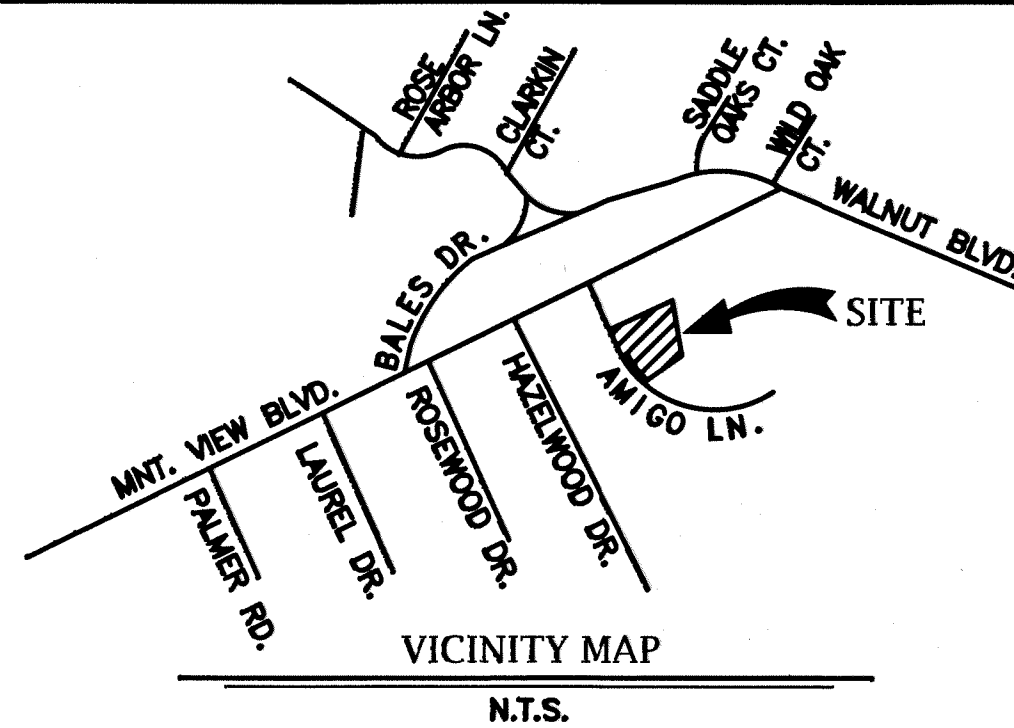 ROSE
ARBOR LN.
CLARKIN
CT.
SADDLE
OAKS CT.
WILD OAK
CT.
WALNUT BLVD.
BALES DR.
SITE
AMIGO LN.
HAZELWOOD DR.
ROSEWOOD DR.
LAUREL DR.
MNT. VIEW BLVD.
PALMER RD.
VICINITY MAP
N.T.S.